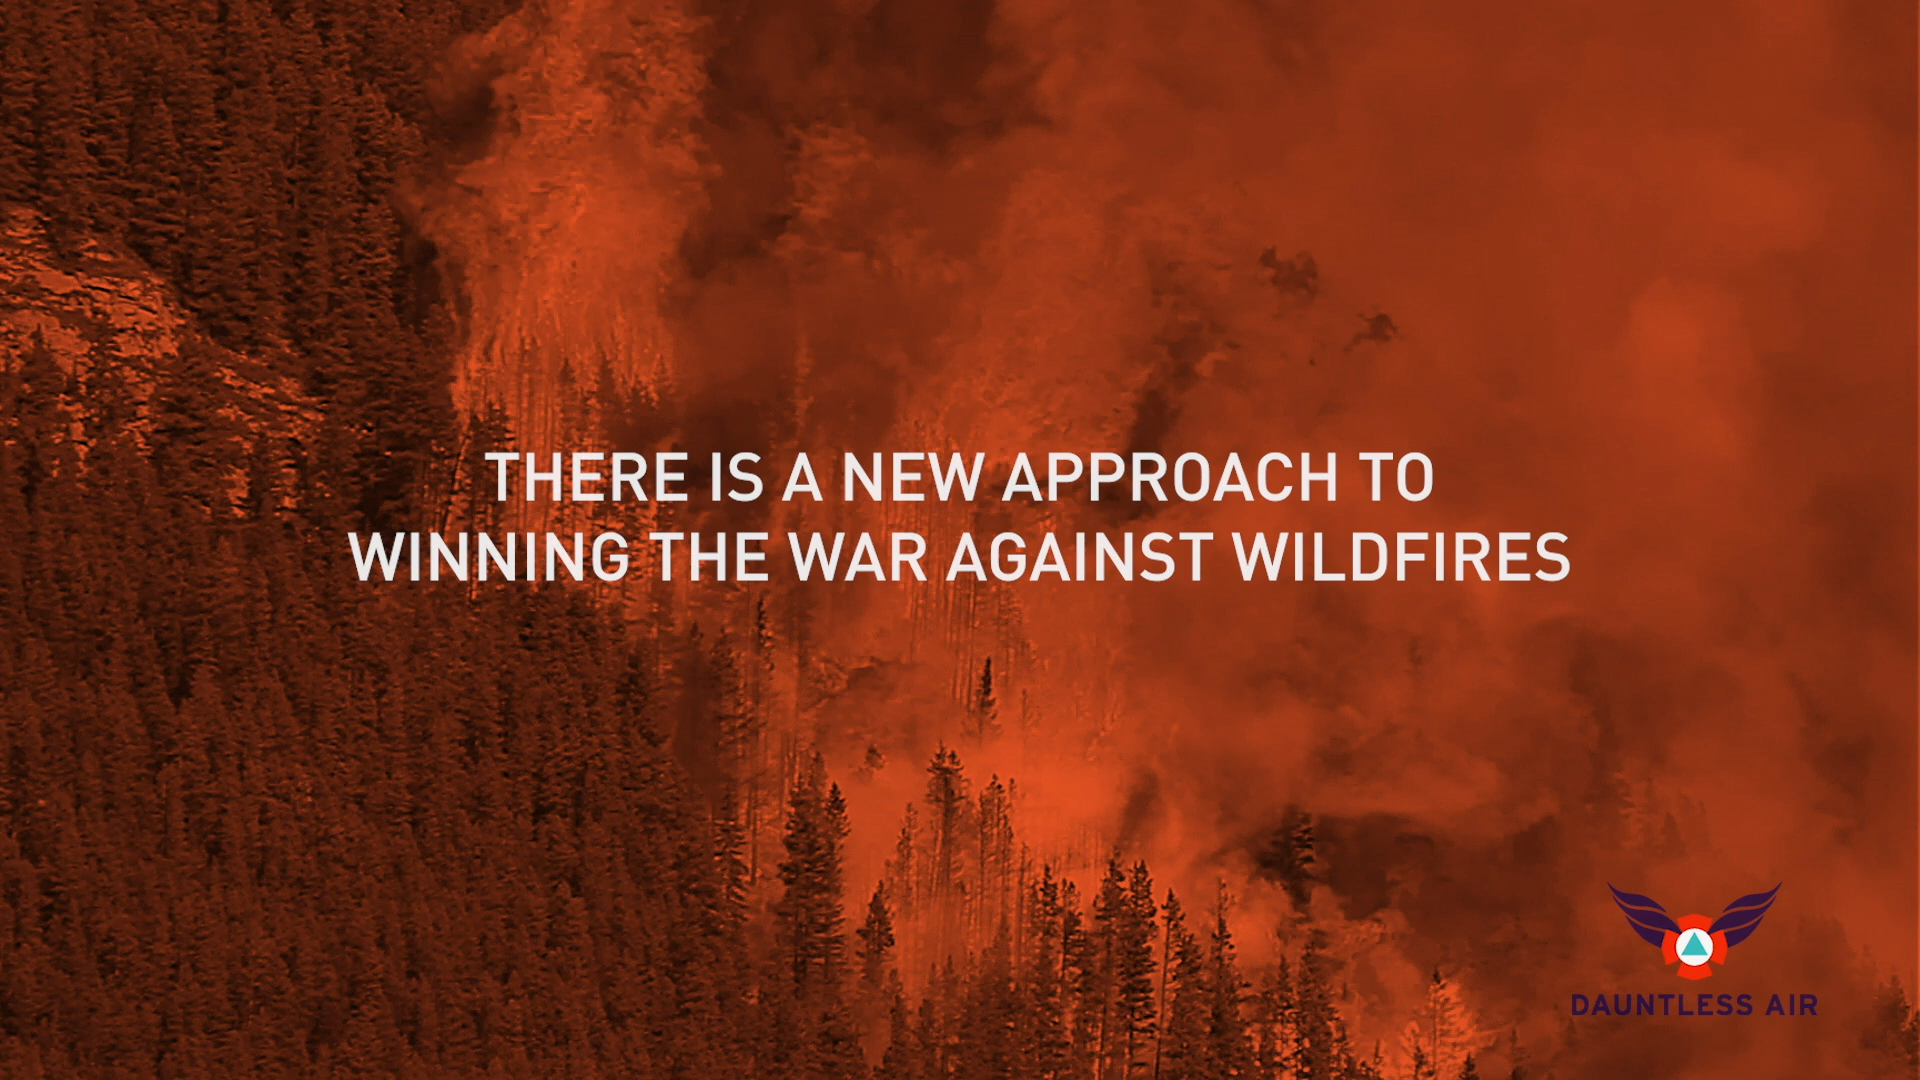 THERE IS A NEW APPROACH TO
WINNING THE WAR AGAINST WILDFIRES
DAUNTLESS AIR